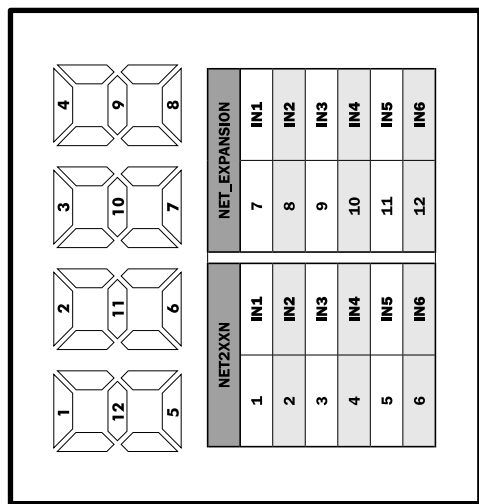 1 2 3 4
12 11 10 9
5 6 7 8
NET2XXN NET_EXPANSION
1 IN1 7 IN1
2 IN2 8 IN2
3 IN3 9 IN3
4 IN4 10 IN4
5 IN5 11 IN5
6 IN6 12 IN6